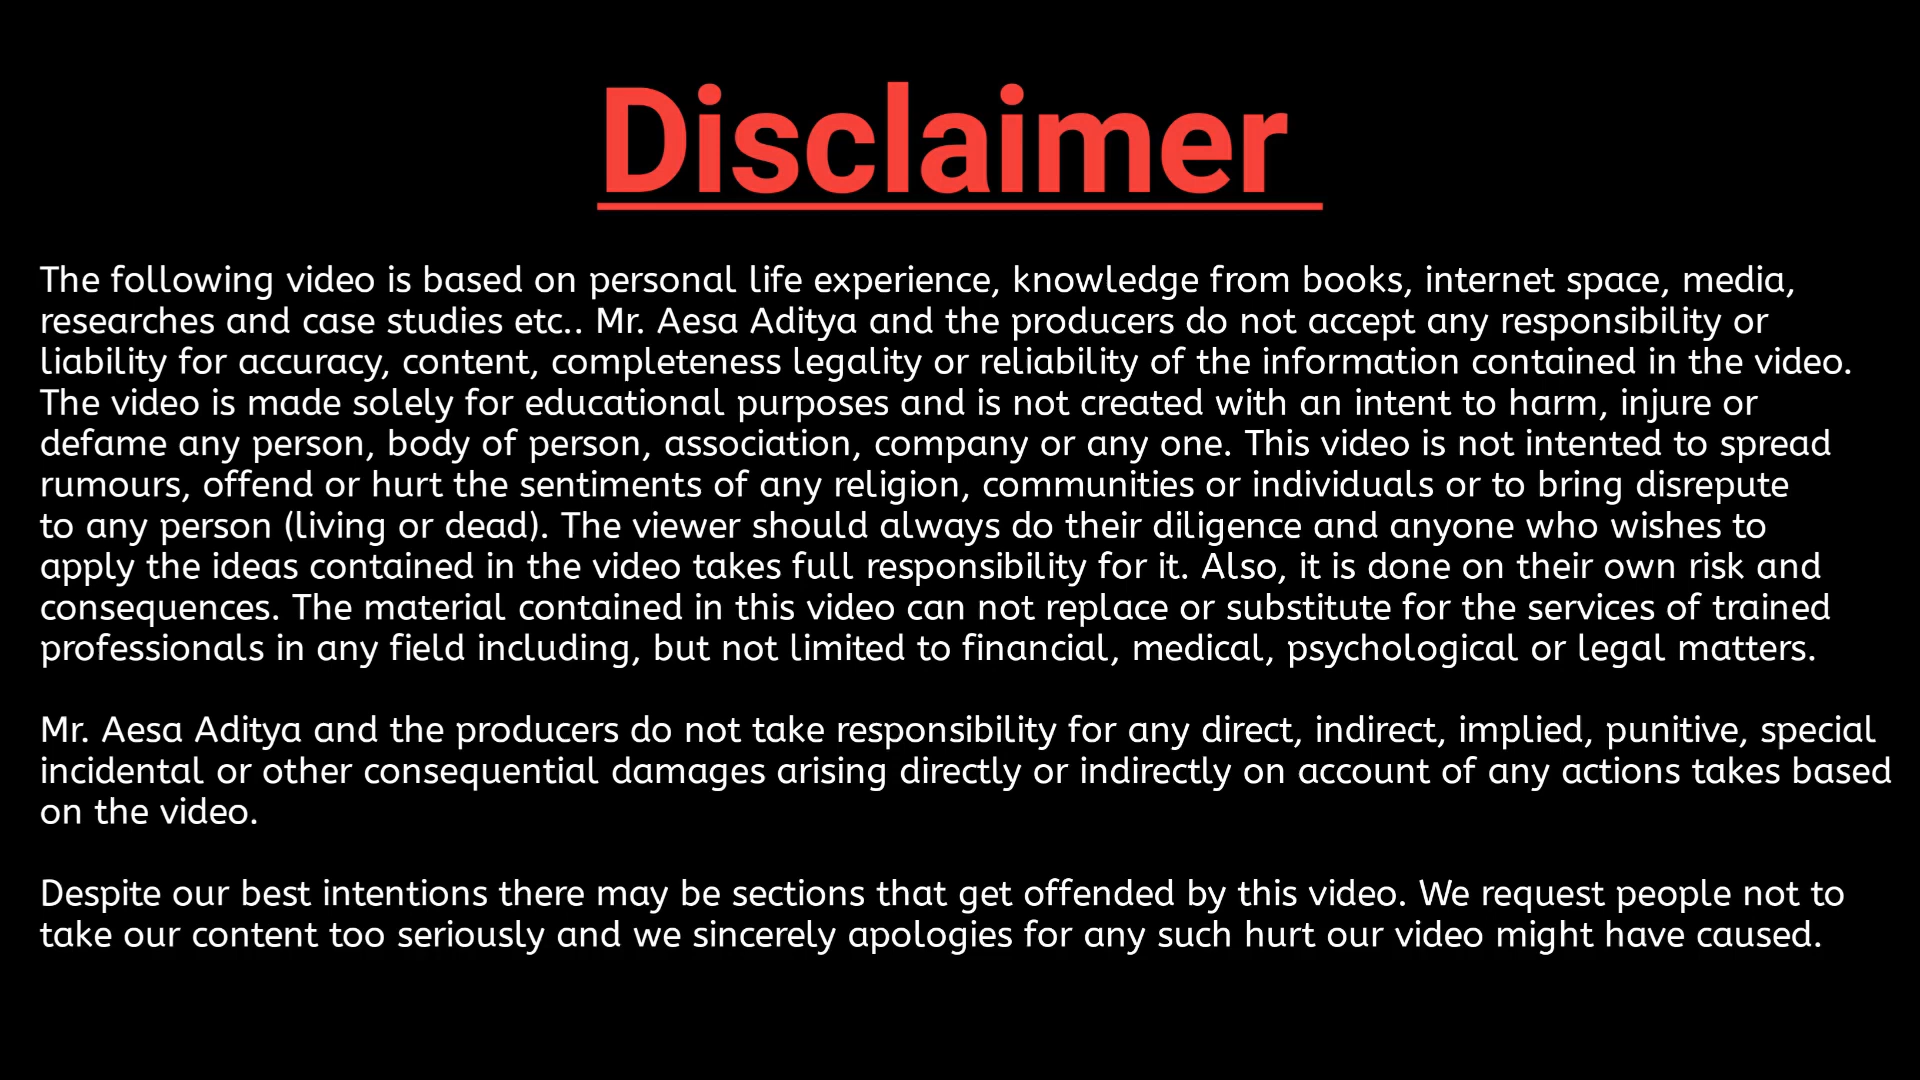 Disclaimer
The following video is based on personal life experience, knowledge from books, internet space, media,
researches and case studies etc.. Mr. Aesa Aditya and the producers do not accept any responsibility or
liability for accuracy, content, completeness legality or reliability of the information contained in the video.
The video is made solely for educational purposes and is not created with an intent to harm, injure or
defame any person, body of person, association, company or any one. This video is not intented to spread
rumours, offend or hurt the sentiments of any religion, communities or individuals or to bring disrepute
to any person (living or dead). The viewer should always do their diligence and anyone who wishes to
apply the ideas contained in the video takes full responsibility for it. Also, it is done on their own risk and
consequences. The material contained in this video can not replace or substitute for the services of trained
professionals in any field including, but not limited to financial, medical, psychological or legal matters.
Mr. Aesa Aditya and the producers do not take responsibility for any direct, indirect, implied, punitive, special
incidental or other consequential damages arising directly or indirectly on account of any actions takes based
on the video.
Despite our best intentions there may be sections that get offended by this video. We request people not to
take our content too seriously and we sincerely apologies for any such hurt our video might have caused.